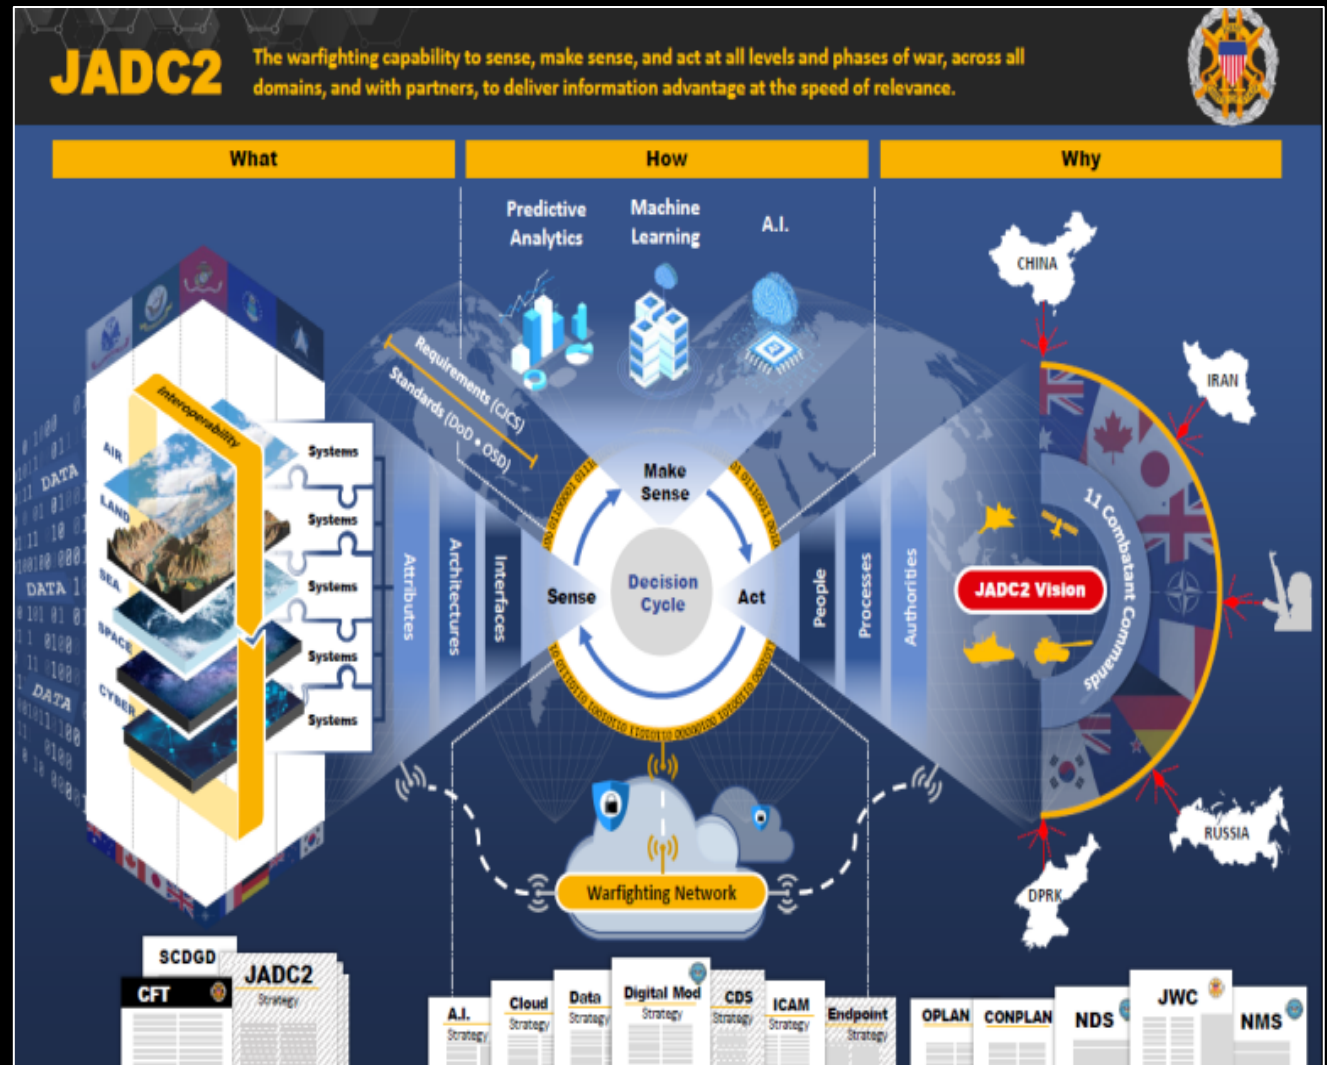 JADC2
The warfighting capability to sense, make sense, and act at all levels and phases of war, across all
domains, and with partners, to deliver information advantage at the speed of relevance.
What
How
Why
Predictive
Analytics
Machine
Learning
A.I.
Requirements (CJCS)
Standards (DoD • OSD)
Interoperability
AIR
LAND
SEA
SPACE
CYBER
DATA
DATA
DATA
Systems
Systems
Systems
Systems
Systems
Attributes
Architectures
Interfaces
Make
Sense
Sense
Decision
Cycle
Act
People
Processes
Authorities
JADC2 Vision
11 Combatant Commands
CHINA
IRAN
RUSSIA
DPRK
Warfighting Network
SCDGD
CFT
JADC2
Strategy
A.I.
Strategy
Cloud
Strategy
Data
Strategy
Digital Mod
Strategy
CDS
Strategy
ICAM
Strategy
Endpoint
Strategy
OPLAN
CONPLAN
NDS
JWC
NMS